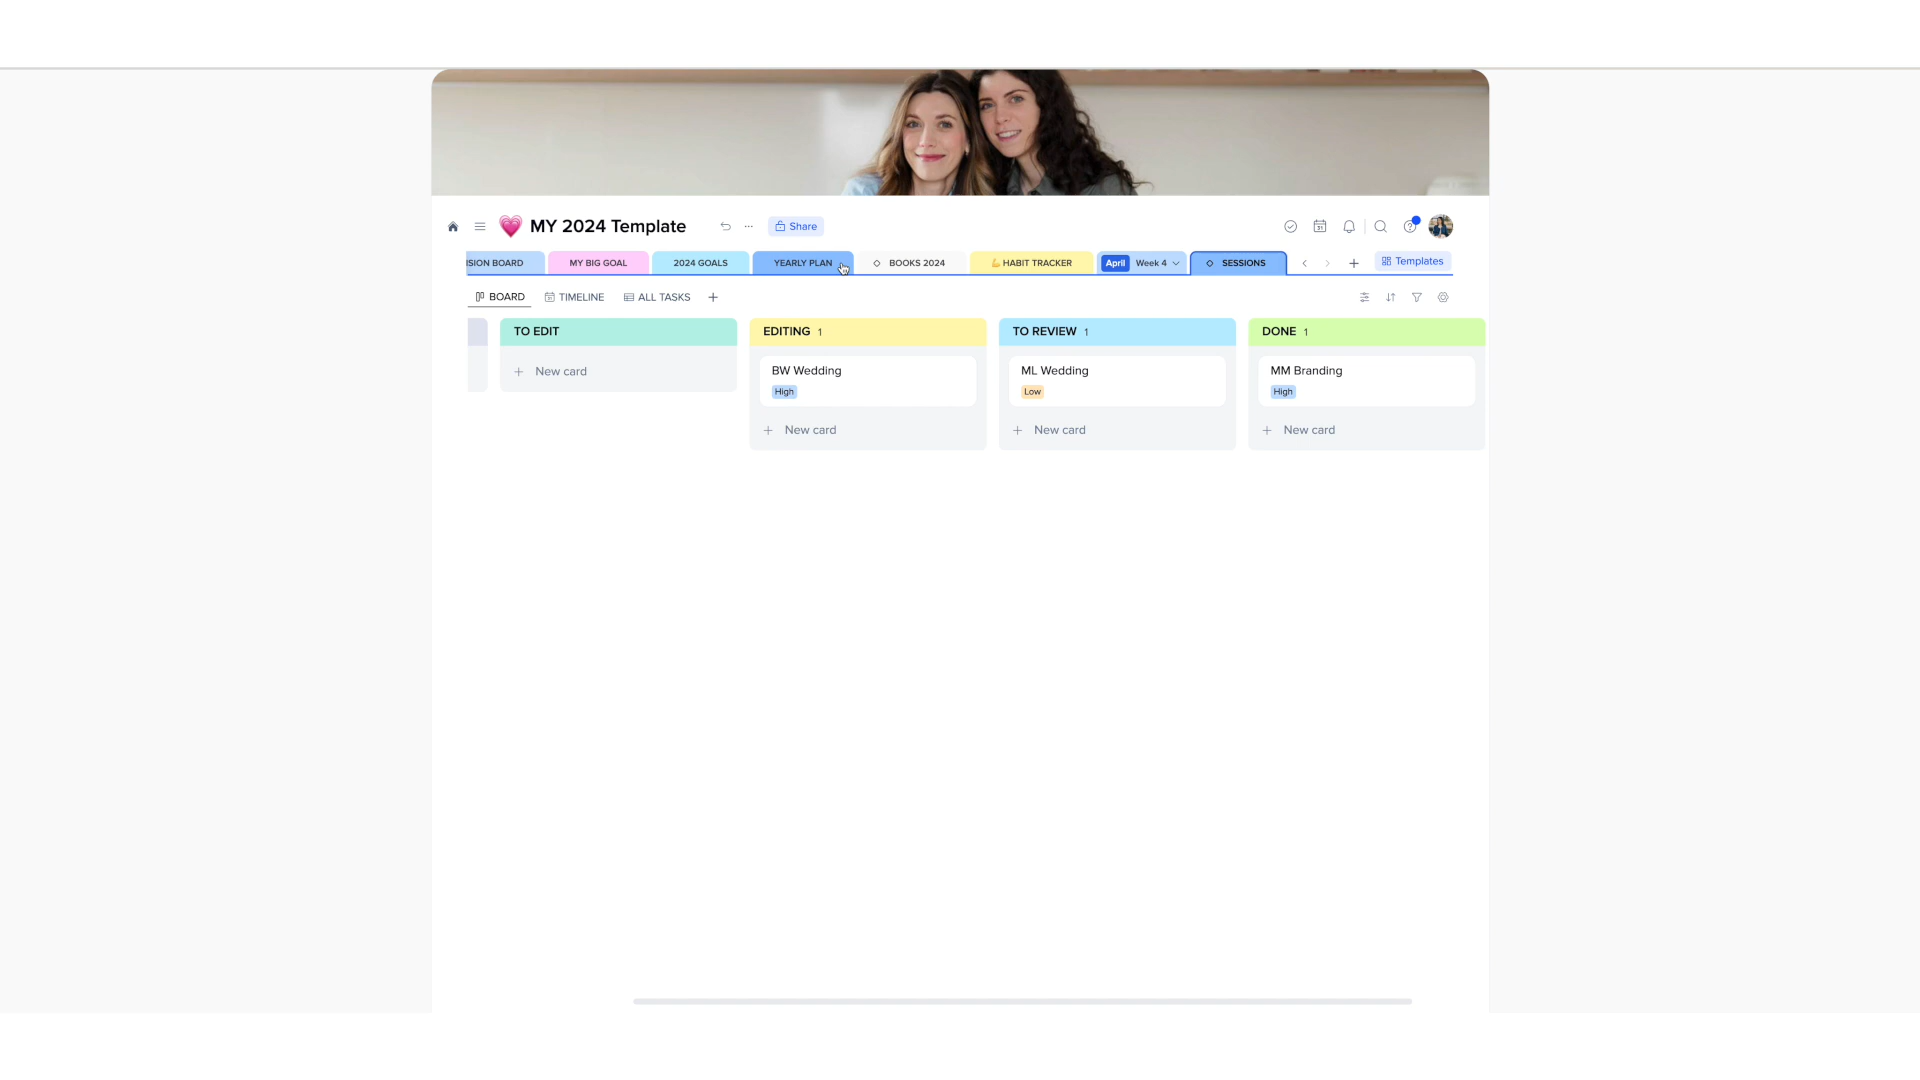 MY 2024 Template
Share
ISION BOARD
MY BIG GOAL
2024 GOALS
YEARLY PLAN
BOOKS 2024
HABIT TRACKER
April Week 4
SESSIONS
Templates
BOARD
TIMELINE
ALL TASKS
TO EDIT
EDITING 1
TO REVIEW 1
DONE 1
New card
BW Wedding
High
New card
ML Wedding
Low
New card
MM Branding
High
New card